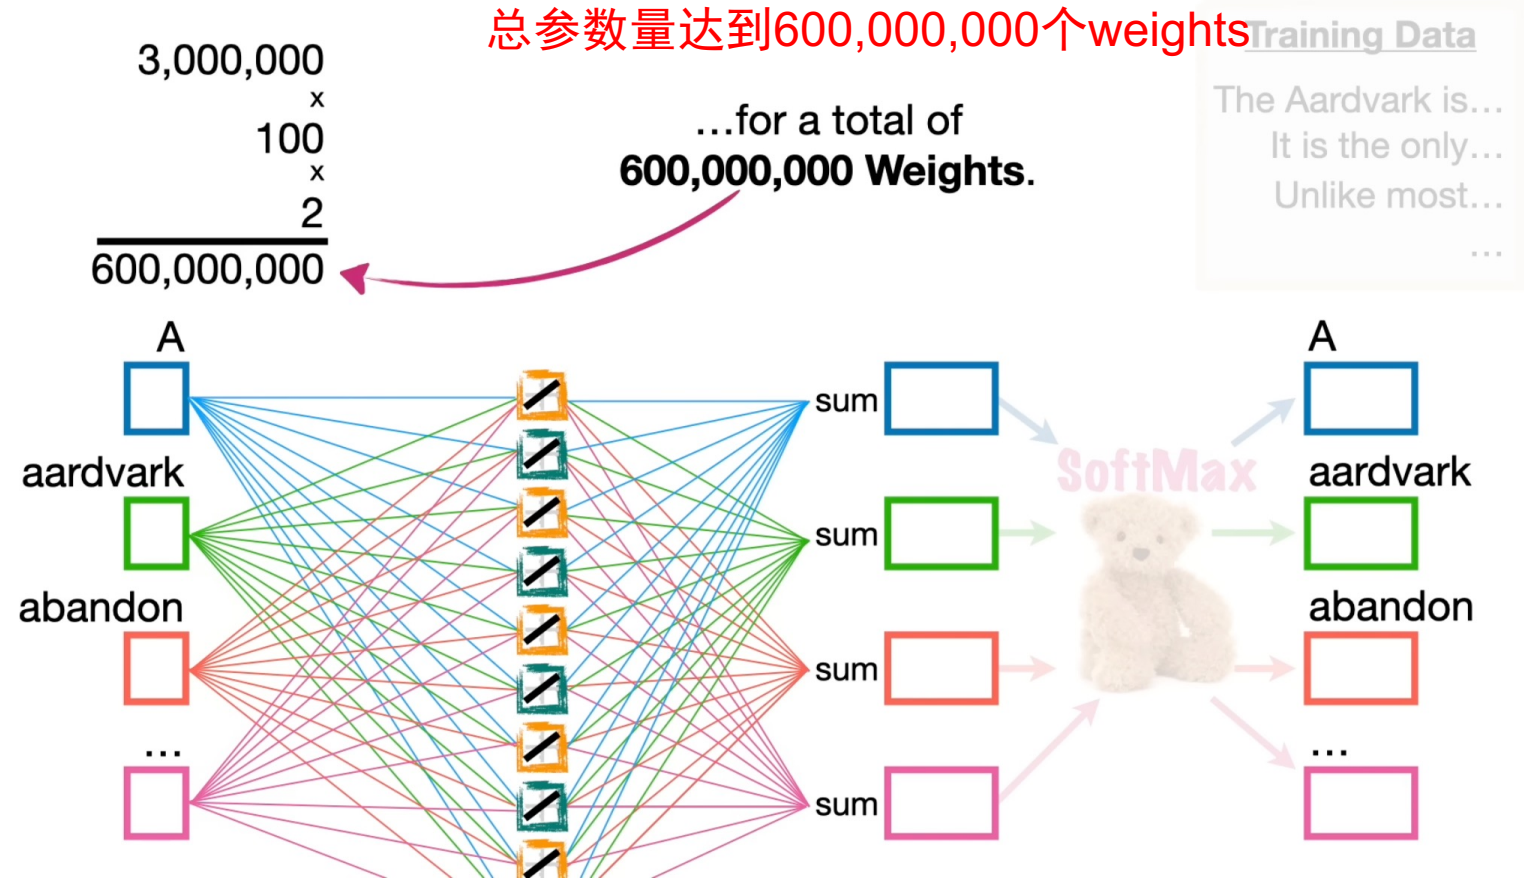 总参数量达到600,000,000个weights
Training Data
3,000,000
x
100
x
2
600,000,000
…for a total of
600,000,000 Weights.
The Aardvark is…
It is the only…
Unlike most…
…
A
aardvark
abandon
…
sum
sum
sum
sum
SoftMax
A
aardvark
abandon
…